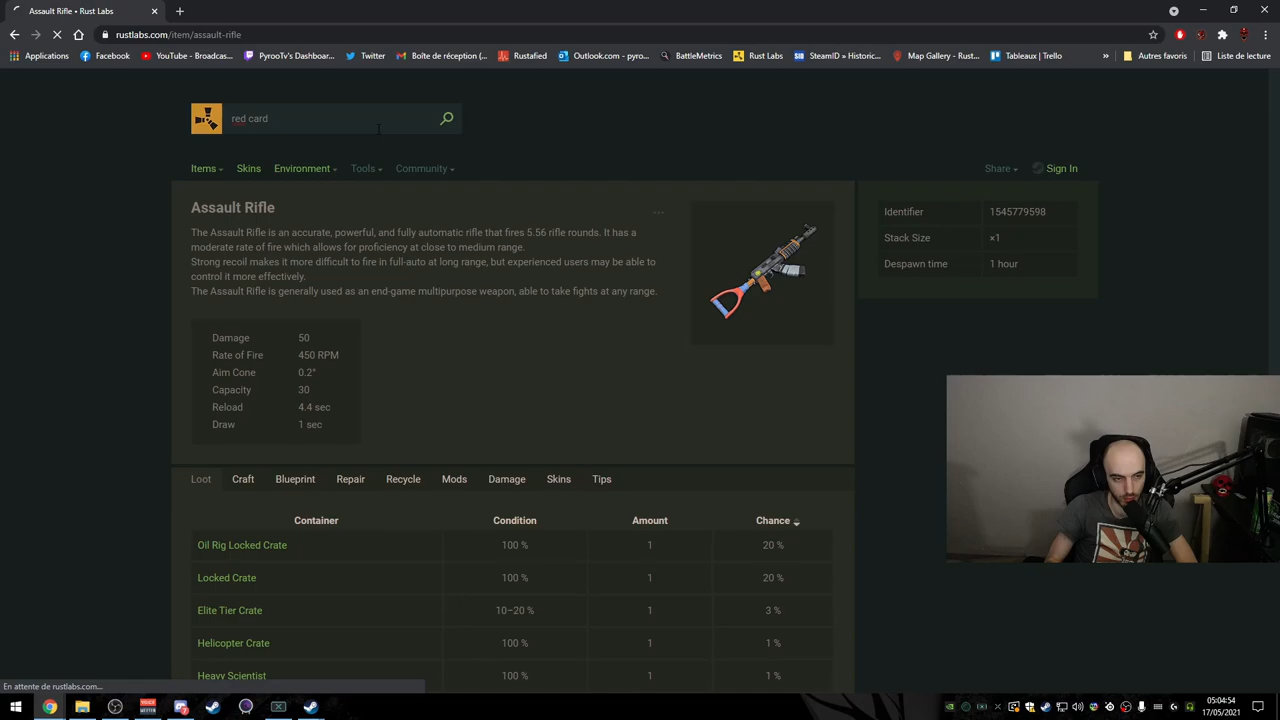 Assault Rifle • Rust Labs
rustlabs.com/item/assault-rifle
Applications Facebook YouTube - Broadcas... PyrooTv's Dashboar... Twitter Boîte de réception (... Rustafied Outlook.com - pyro... BattleMetrics Rust Labs SteamID » Historic... Map Gallery - Rust... Tableaux | Trello » Autres favoris Liste de lecture
red card
Items Skins Environment Tools Community Share Sign In
Assault Rifle ...
The Assault Rifle is an accurate, powerful, and fully automatic rifle that fires 5.56 rifle rounds. It has a
moderate rate of fire which allows for proficiency at close to medium range.
Strong recoil makes it more difficult to fire in full-auto at long range, but experienced users may be able to
control it more effectively.
The Assault Rifle is generally used as an end-game multipurpose weapon, able to take fights at any range.
Identifier 1545779598
Stack Size ×1
Despawn time 1 hour
Damage 50
Rate of Fire 450 RPM
Aim Cone 0.2°
Capacity 30
Reload 4.4 sec
Draw 1 sec
Loot Craft Blueprint Repair Recycle Mods Damage Skins Tips
Container Condition Amount Chance
Oil Rig Locked Crate 100 % 1 20 %
Locked Crate 100 % 1 20 %
Elite Tier Crate 10–20 % 1 3 %
Helicopter Crate 100 % 1 1 %
Heavy Scientist 100 % 1 1 %
En attente de rustlabs.com...
05:04:54
17/05/2021